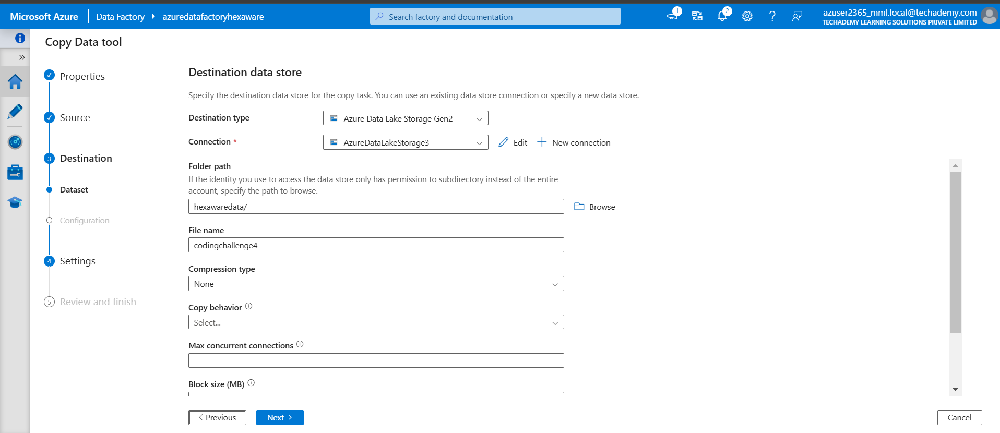 Microsoft Azure
Data Factory
azuredatafactoryhexaware
Search factory and documentation
1
2
azuser2365_mml.local@techademy.com
TECHADEMY LEARNING SOLUTIONS PRIVATE LIMITED
Copy Data tool
Properties
Source
3 Destination
Dataset
Configuration
4 Settings
5 Review and finish
Destination data store
Specify the destination data store for the copy task. You can use an existing data store connection or specify a new data store.
Destination type
Azure Data Lake Storage Gen2
Connection *
AzureDataLakeStorage3
Edit
New connection
Folder path
If the identity you use to access the data store only has permission to subdirectory instead of the entire
account, specify the path to browse.
hexawaredata/
Browse
File name
codingchallenge4
Compression type
None
Copy behavior
Select...
Max concurrent connections
Block size (MB)
Previous
Next
Cancel